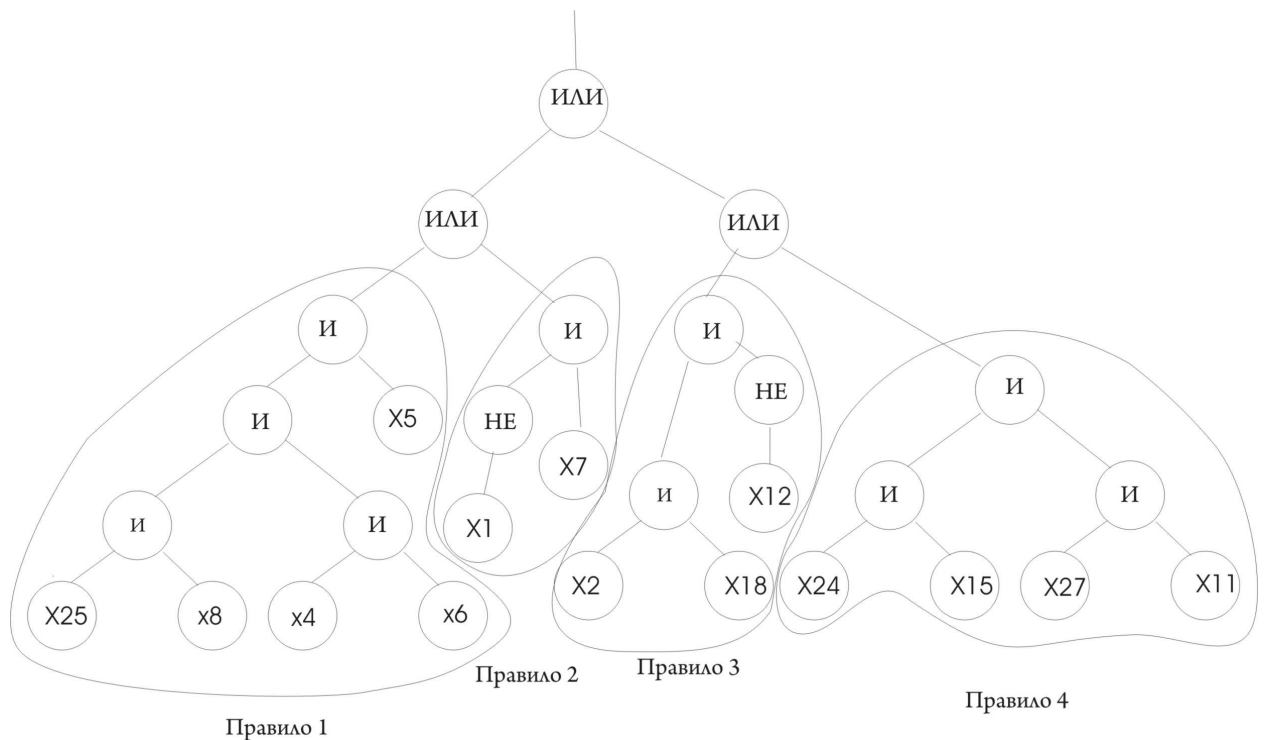 ИЛИ
ИЛИ
ИЛИ
И
И
И
И
И
X5
НЕ
X7
НЕ
И
И
X1
И
X12
И
И
X25
x8
x4
x6
X2
X18
X24
X15
X27
X11
Правило 1
Правило 2
Правило 3
Правило 4